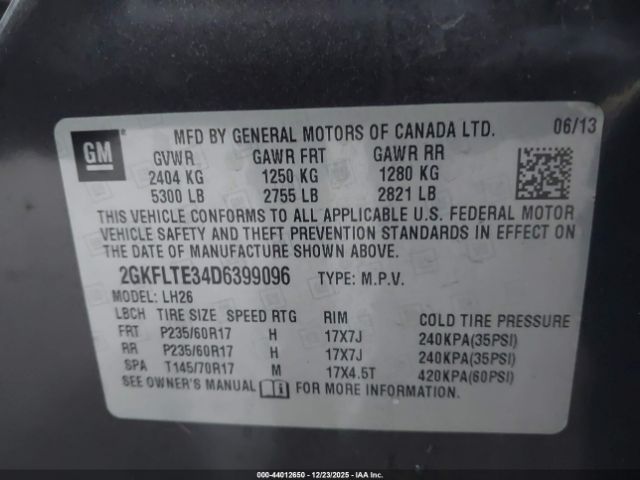 GM
MFD BY GENERAL MOTORS OF CANADA LTD. 06/13
GVWR GAWR FRT GAWR RR
2404 KG 1250 KG 1280 KG
5300 LB 2755 LB 2821 LB
THIS VEHICLE CONFORMS TO ALL APPLICABLE U.S. FEDERAL MOTOR
VEHICLE SAFETY AND THEFT PREVENTION STANDARDS IN EFFECT ON
THE DATE OF MANUFACTURE SHOWN ABOVE.
2GKFLTE34D6399096 TYPE: M.P.V.
MODEL: LH26
LBCH TIRE SIZE SPEED RTG RIM COLD TIRE PRESSURE
FRT P235/60R17 H 17X7J 240KPA(35PSI)
RR P235/60R17 H 17X7J 240KPA(35PSI)
SPA T145/70R17 M 17X4.5T 420KPA(60PSI)
SEE OWNER'S MANUAL FOR MORE INFORMATION.
000-44012650 - 12/23/2025 - IAAI.COM